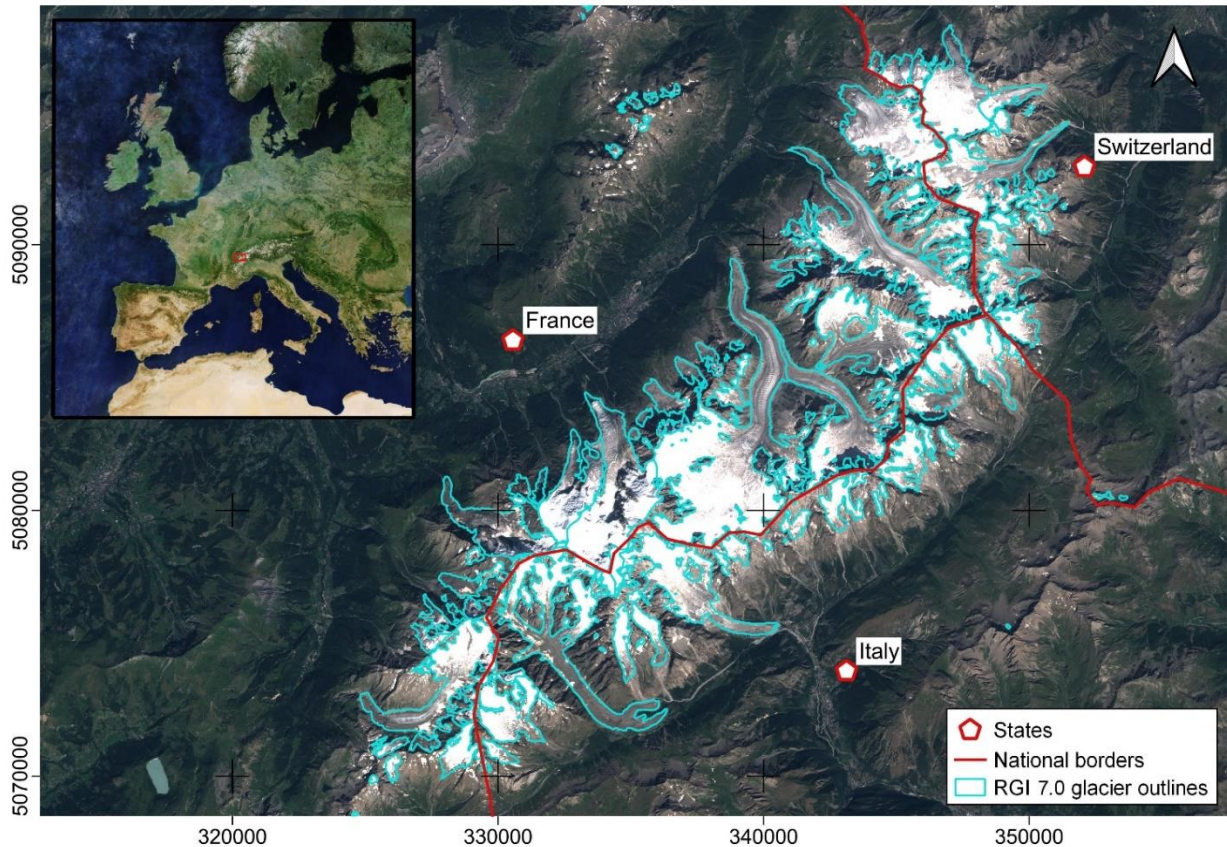 Switzerland
5090000
France
5080000
Italy
States
National borders
RGI 7.0 glacier outlines
5070000
320000
330000
340000
350000